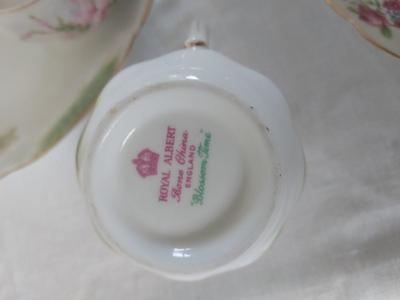 ROYAL ALBERT
Bone China
ENGLAND
"Blossom Time"